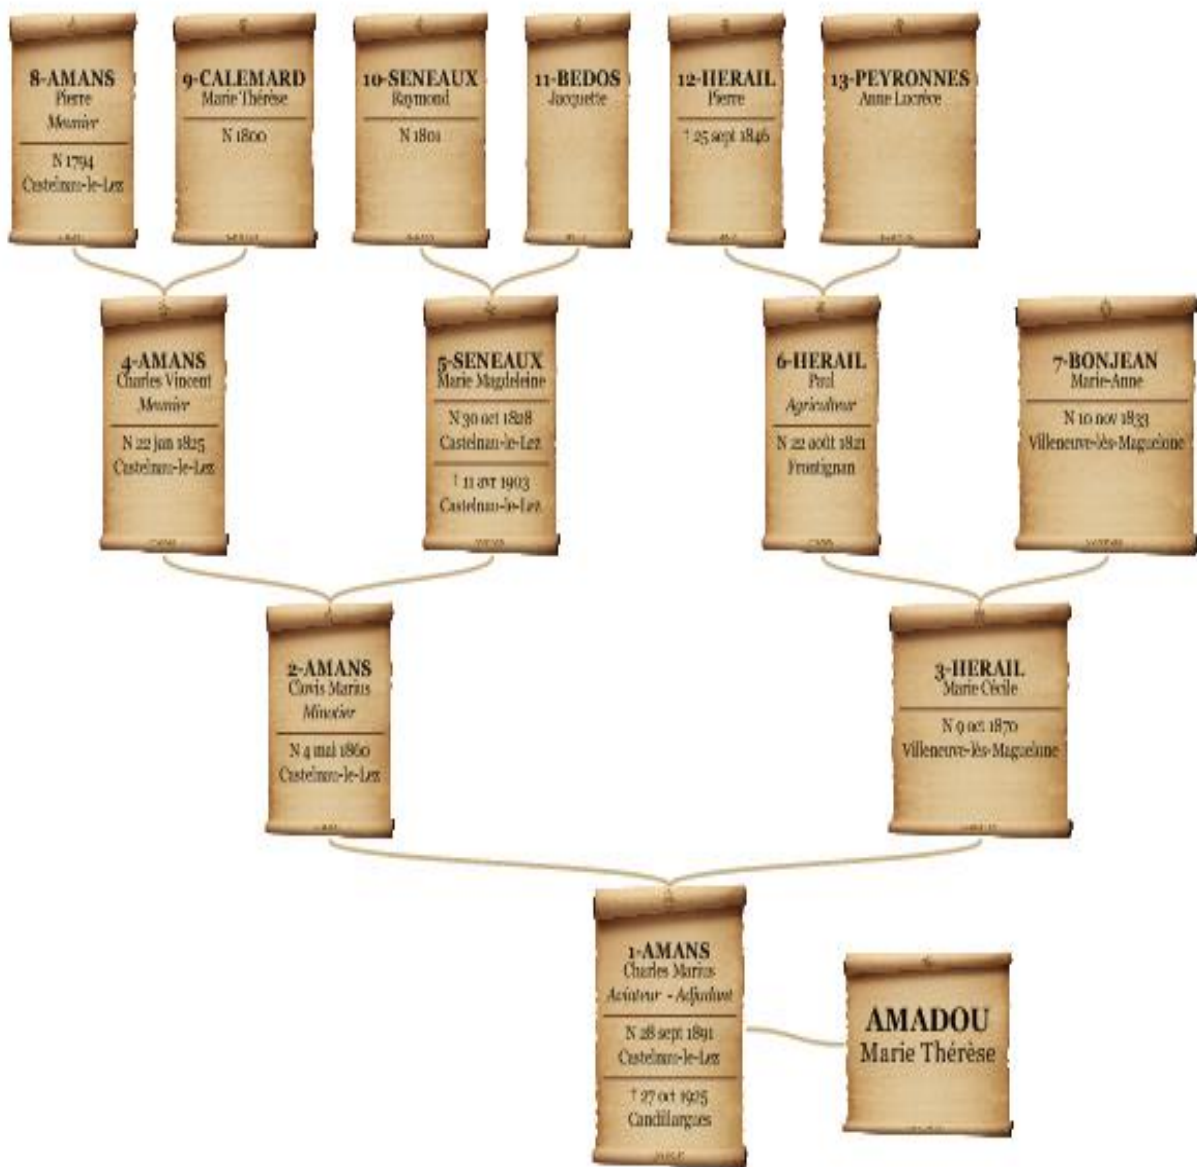 8-AMANS
Pierre
Meunier
N 1794
Castelnau-le-Lez
9-CALEMARD
Marie Thérèse
N 1800
10-SENEAUX
Raymond
N 1801
11-BEDOS
Jacquette
12-HERAIL
Pierre
† 25 sept 1846
13-PEYRONNES
Anne Lucrèce
4-AMANS
Charles Vincent
Meunier
N 22 jan 1825
Castelnau-le-Lez
5-SENEAUX
Marie Magdeleine
N 30 oct 1828
Castelnau-le-Lez
† 11 avr 1903
Castelnau-le-Lez
6-HERAIL
Paul
Agriculteur
N 22 août 1821
Frontignan
7-BONJEAN
Marie-Anne
N 10 nov 1833
Villeneuve-lès-Maguelone
2-AMANS
Clovis Marius
Minotier
N 4 mai 1860
Castelnau-le-Lez
3-HERAIL
Marie Cécile
N 9 oct 1870
Villeneuve-lès-Maguelone
1-AMANS
Charles Marius
Aviateur - Adjudant
N 28 sept 1891
Castelnau-le-Lez
† 27 oct 1925
Candillargues
AMADOU
Marie Thérèse